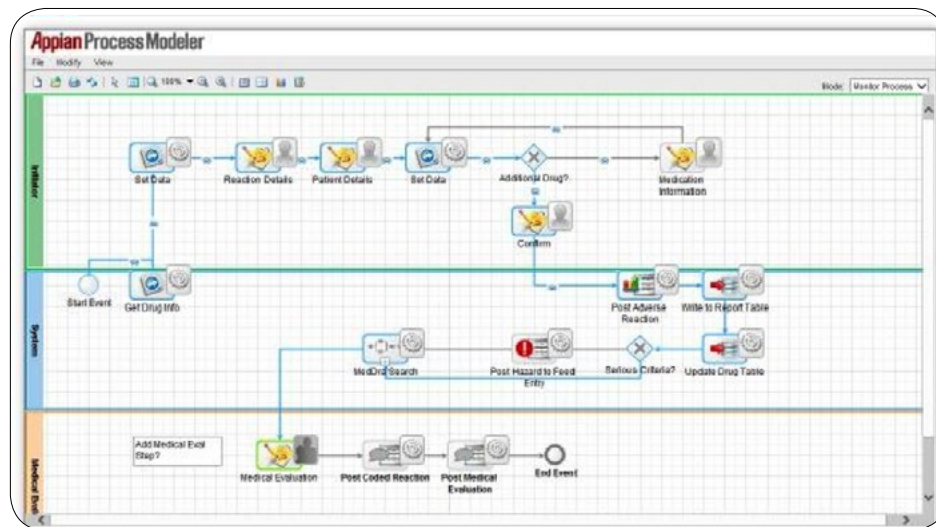 Appian Process Modeler
File Modify View
100%
Mode: Monitor Process
Initiator
Set Data
Reaction Details
Patient Details
Set Data
Additional Drug?
Medication
Information
Confirm
System
Start Event
Get Drug Info
Post Adverse
Reaction
Write to Report Table
MedDra Search
Post Hazard to Feed
Entry
Serious Criteria?
Update Drug Table
Medical Eval
Add Medical Eval
Step?
Medical Evaluation
Post Coded Reaction
Post Medical
Evaluation
End Event